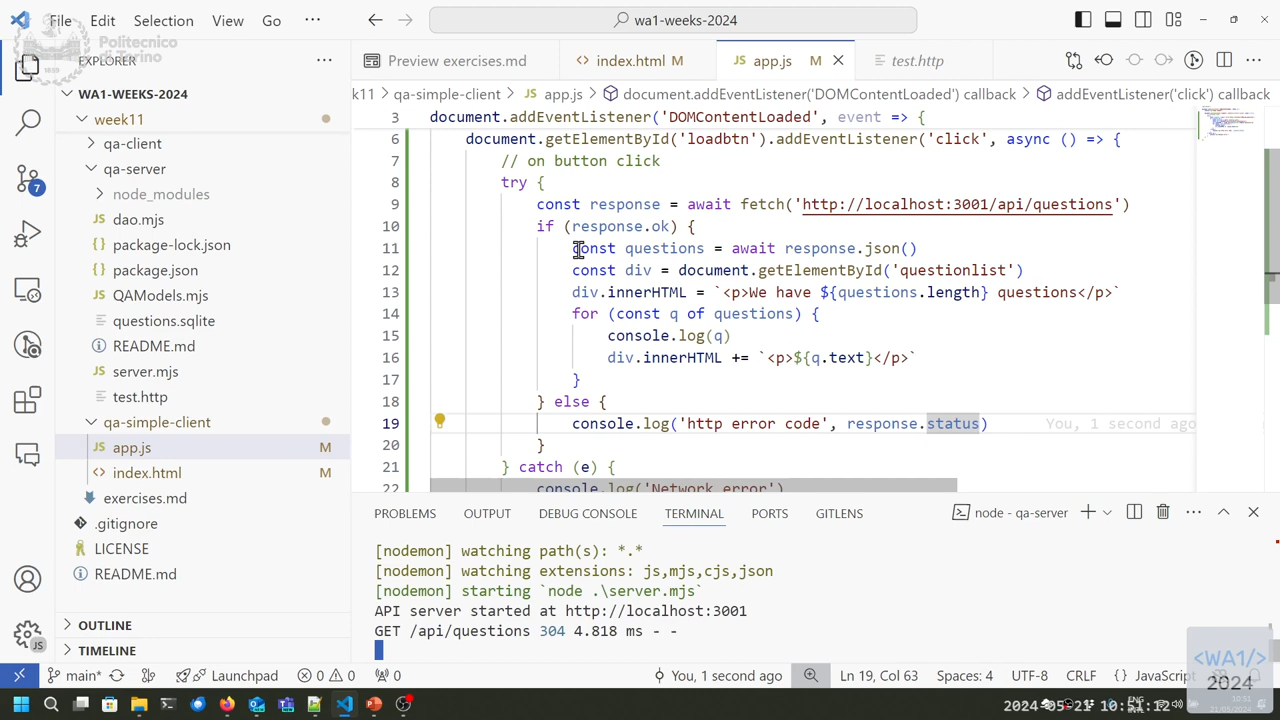 File Edit Selection View Go ··· wa1-weeks-2024
Politecnico
di Torino
EXPLORER
WA1-WEEKS-2024
week11
qa-client
qa-server
node_modules
dao.mjs
package-lock.json
package.json
QAModels.mjs
questions.sqlite
README.md
server.mjs
test.http
qa-simple-client
app.js M
index.html M
exercises.md
.gitignore
LICENSE
README.md
OUTLINE
TIMELINE
7
JS
Preview exercises.md index.html M app.js M test.http
k11 > qa-simple-client > app.js > document.addEventListener('DOMContentLoaded') callback > addEventListener('click') callback
3 document.addEventListener('DOMContentLoaded', event => {
6 document.getElementById('loadbtn').addEventListener('click', async () => {
7 // on button click
8 try {
9 const response = await fetch('http://localhost:3001/api/questions')
10 if (response.ok) {
11 const questions = await response.json()
12 const div = document.getElementById('questionlist')
13 div.innerHTML = `<p>We have ${questions.length} questions</p>`
14 for (const q of questions) {
15 console.log(q)
16 div.innerHTML += `<p>${q.text}</p>`
17 }
18 } else {
19 console.log('http error code', response.status) You, 1 second ago
20 }
21 } catch (e) {
22 console.log('Network error')
PROBLEMS OUTPUT DEBUG CONSOLE TERMINAL PORTS GITLENS node - qa-server
[nodemon] watching path(s): *.*
[nodemon] watching extensions: js,mjs,cjs,json
[nodemon] starting `node .\server.mjs`
API server started at http://localhost:3001
GET /api/questions 304 4.818 ms - -
<WA1/>
2024
main* Launchpad 0 0 0 You, 1 second ago Ln 19, Col 63 Spaces: 4 UTF-8 CRLF { } JavaScript
2024-05-21 10:51:12